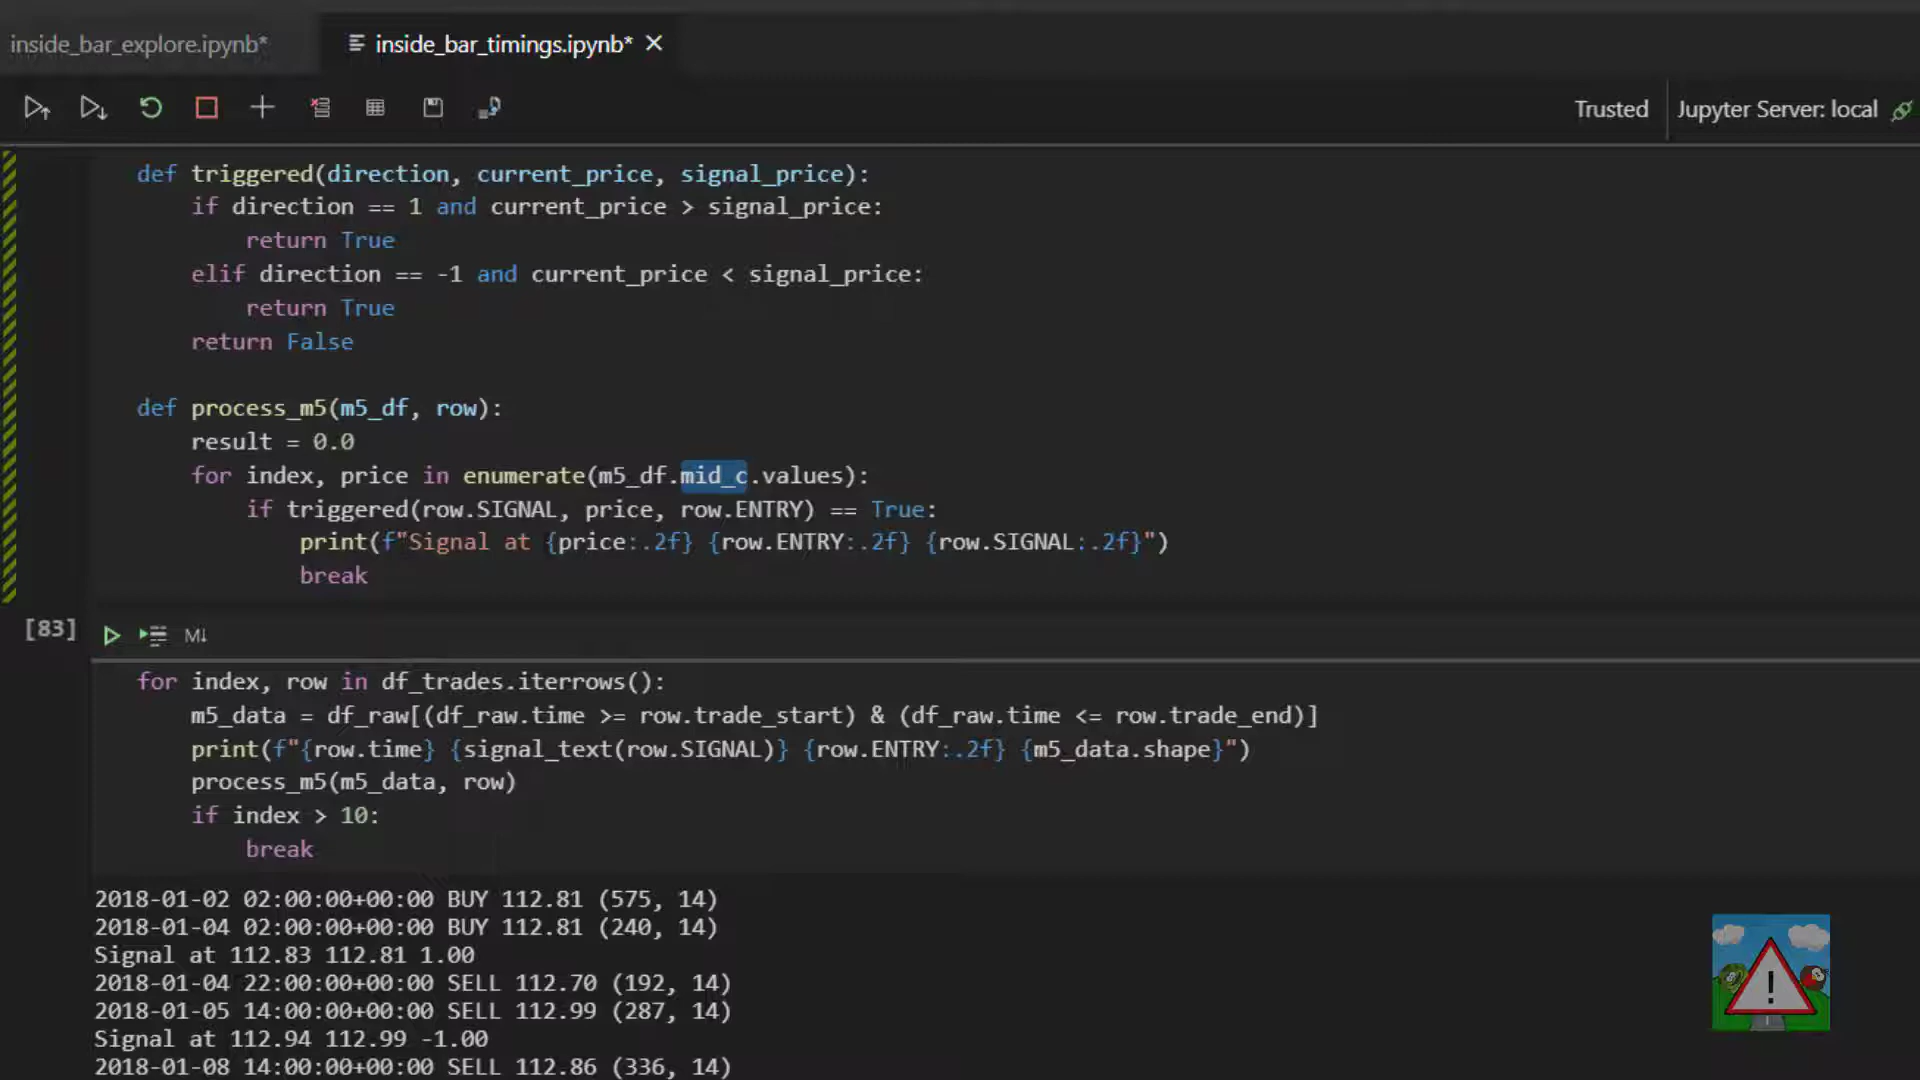 inside_bar_explore.ipynb*
inside_bar_timings.ipynb*
Trusted
Jupyter Server: local
def triggered(direction, current_price, signal_price):
    if direction == 1 and current_price > signal_price:
        return True
    elif direction == -1 and current_price < signal_price:
        return True
    return False
def process_m5(m5_df, row):
    result = 0.0
    for index, price in enumerate(m5_df.mid_c.values):
        if triggered(row.SIGNAL, price, row.ENTRY) == True:
            print(f"Signal at {price:.2f} {row.ENTRY:.2f} {row.SIGNAL:.2f}")
            break
[83]
M↓
for index, row in df_trades.iterrows():
    m5_data = df_raw[(df_raw.time >= row.trade_start) & (df_raw.time <= row.trade_end)]
    print(f"{row.time} {signal_text(row.SIGNAL)} {row.ENTRY:.2f} {m5_data.shape}")
    process_m5(m5_data, row)
    if index > 10:
        break
2018-01-02 02:00:00+00:00 BUY 112.81 (575, 14)
2018-01-04 02:00:00+00:00 BUY 112.81 (240, 14)
Signal at 112.83 112.81 1.00
2018-01-04 22:00:00+00:00 SELL 112.70 (192, 14)
2018-01-05 14:00:00+00:00 SELL 112.99 (287, 14)
Signal at 112.94 112.99 -1.00
2018-01-08 14:00:00+00:00 SELL 112.86 (336, 14)
!